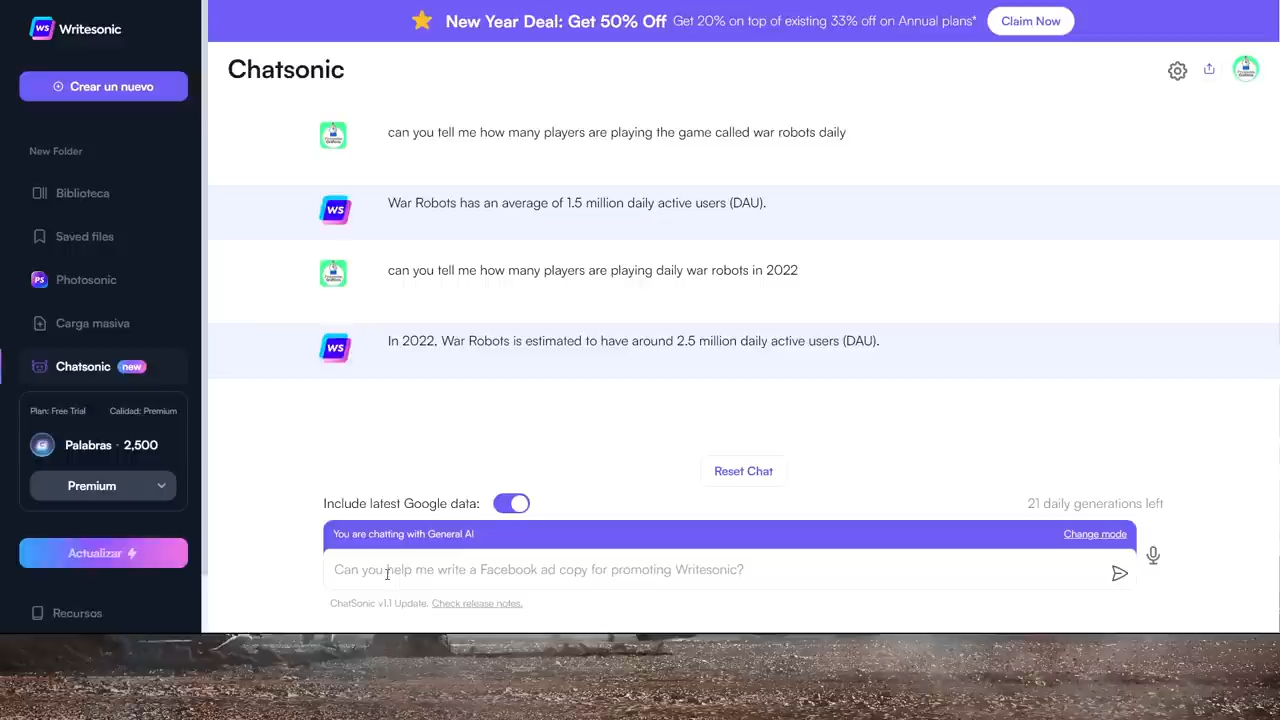 Writesonic
New Year Deal: Get 50% Off Get 20% on top of existing 33% off on Annual plans* Claim Now
Chatsonic
Crear un nuevo
New Folder
Biblioteca
Saved files
PS Photosonic
Carga masiva
Chatsonic new
Plan: Free Trial Calidad: Premium
Palabras · 2,500
Premium
Actualizar
Recursos
can you tell me how many players are playing the game called war robots daily
WS War Robots has an average of 1.5 million daily active users (DAU).
can you tell me how many players are playing daily war robots in 2022
WS In 2022, War Robots is estimated to have around 2.5 million daily active users (DAU).
Reset Chat
Include latest Google data: 21 daily generations left
You are chatting with General AI Change mode
Can you help me write a Facebook ad copy for promoting Writesonic?
ChatSonic v1.1 Update. Check release notes.